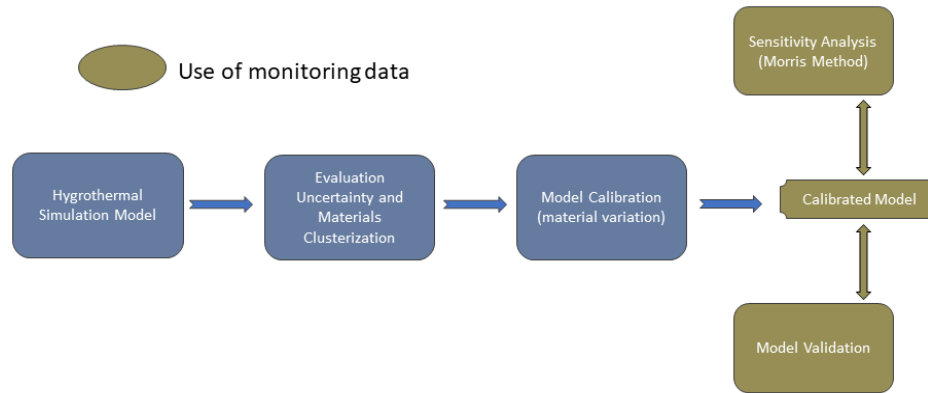 Sensitivity Analysis
(Morris Method)
Use of monitoring data
Hygrothermal
Simulation Model
Evaluation
Uncertainty and
Materials
Clusterization
Model Calibration
(material variation)
Calibrated Model
Model Validation